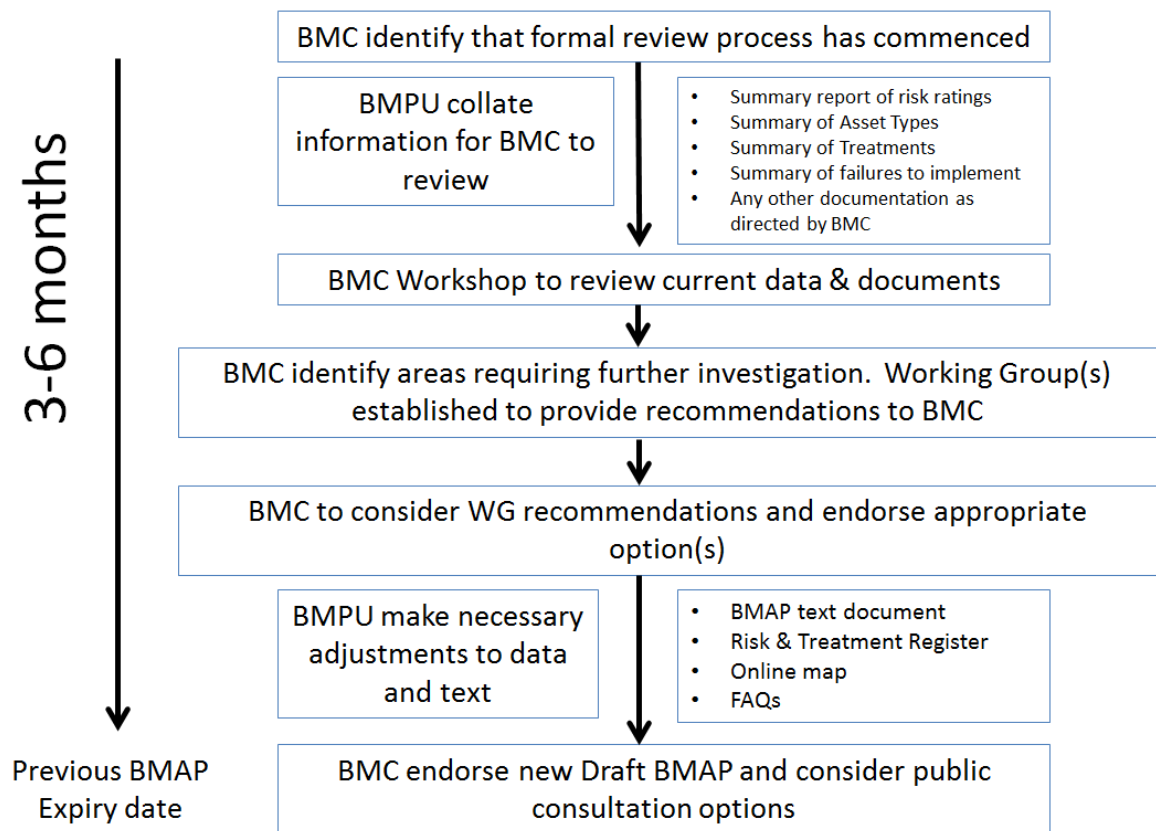 BMC identify that formal review process has commenced
BMPU collate
information for BMC to
review
• Summary report of risk ratings
• Summary of Asset Types
• Summary of Treatments
• Summary of failures to implement
• Any other documentation as
directed by BMC
3-6 months
BMC Workshop to review current data & documents
BMC identify areas requiring further investigation.  Working Group(s)
established to provide recommendations to BMC
BMC to consider WG recommendations and endorse appropriate
option(s)
BMPU make necessary
adjustments to data
and text
• BMAP text document
• Risk & Treatment Register
• Online map
• FAQs
Previous BMAP
Expiry date
BMC endorse new Draft BMAP and consider public
consultation options